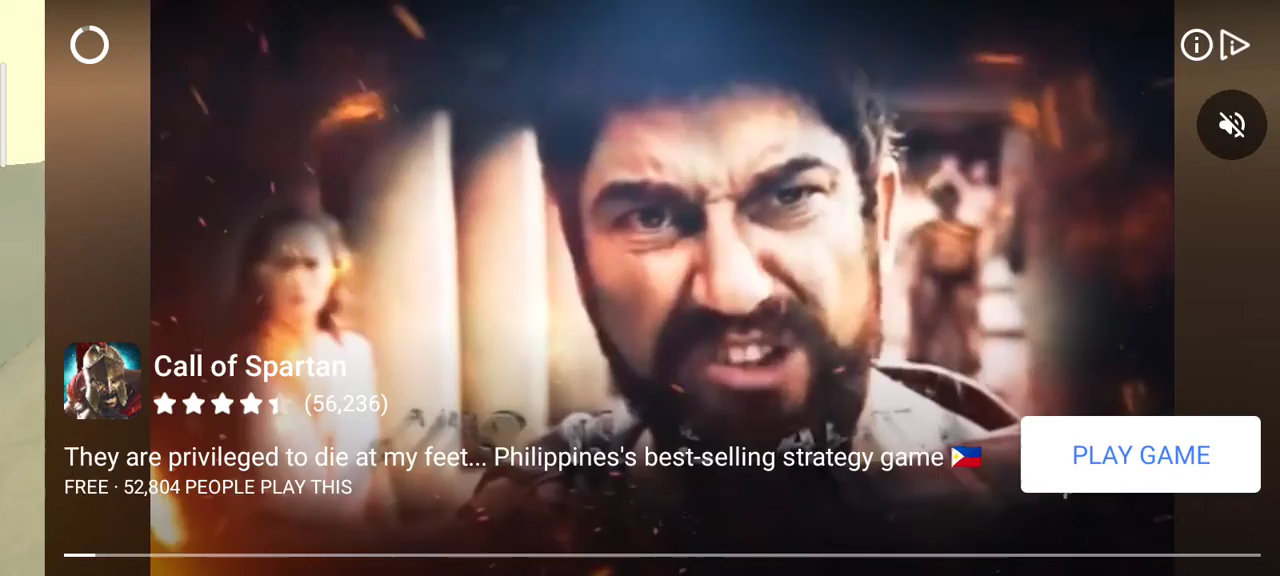 Call of Spartan
(56,236)
They are privileged to die at my feet... Philippines's best-selling strategy game 🇵🇭
FREE · 52,804 PEOPLE PLAY THIS
PLAY GAME